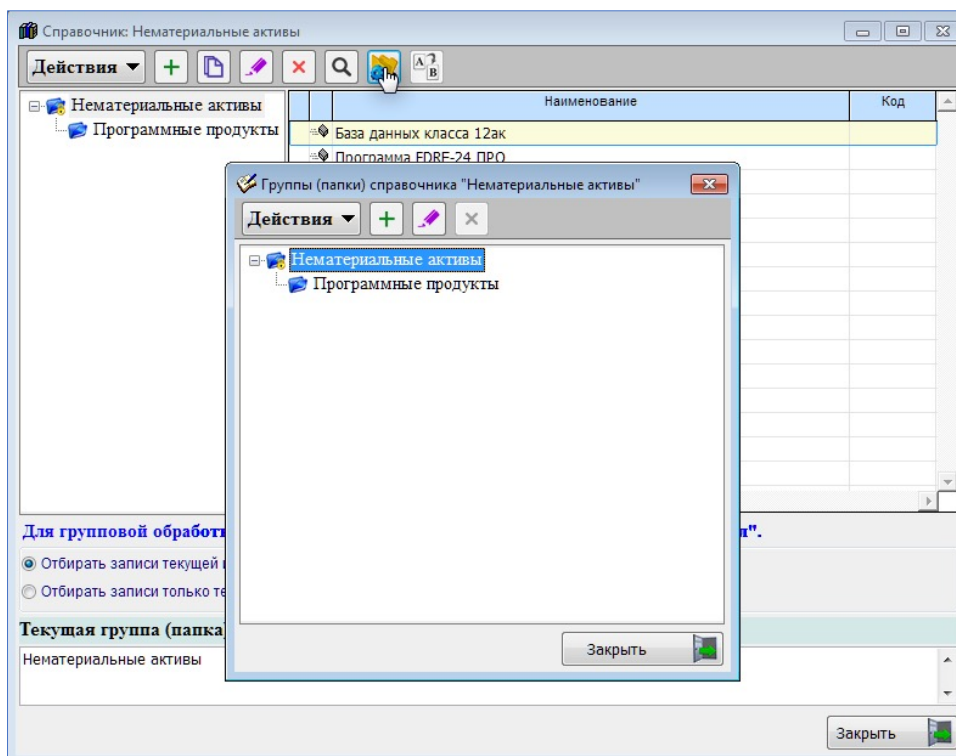 Справочник: Нематериальные активы
Действия
Нематериальные активы
Программные продукты
Наименование
Код
База данных класса 12ак
Программа EDRE-24 ПРО
Группы (папки) справочника "Нематериальные активы"
Действия
Нематериальные активы
Программные продукты
Закрыть
Для групповой
Отбирать записи текущей
Отбирать записи только
Текущая группа (папка
Нематериальные активы
Закрыть